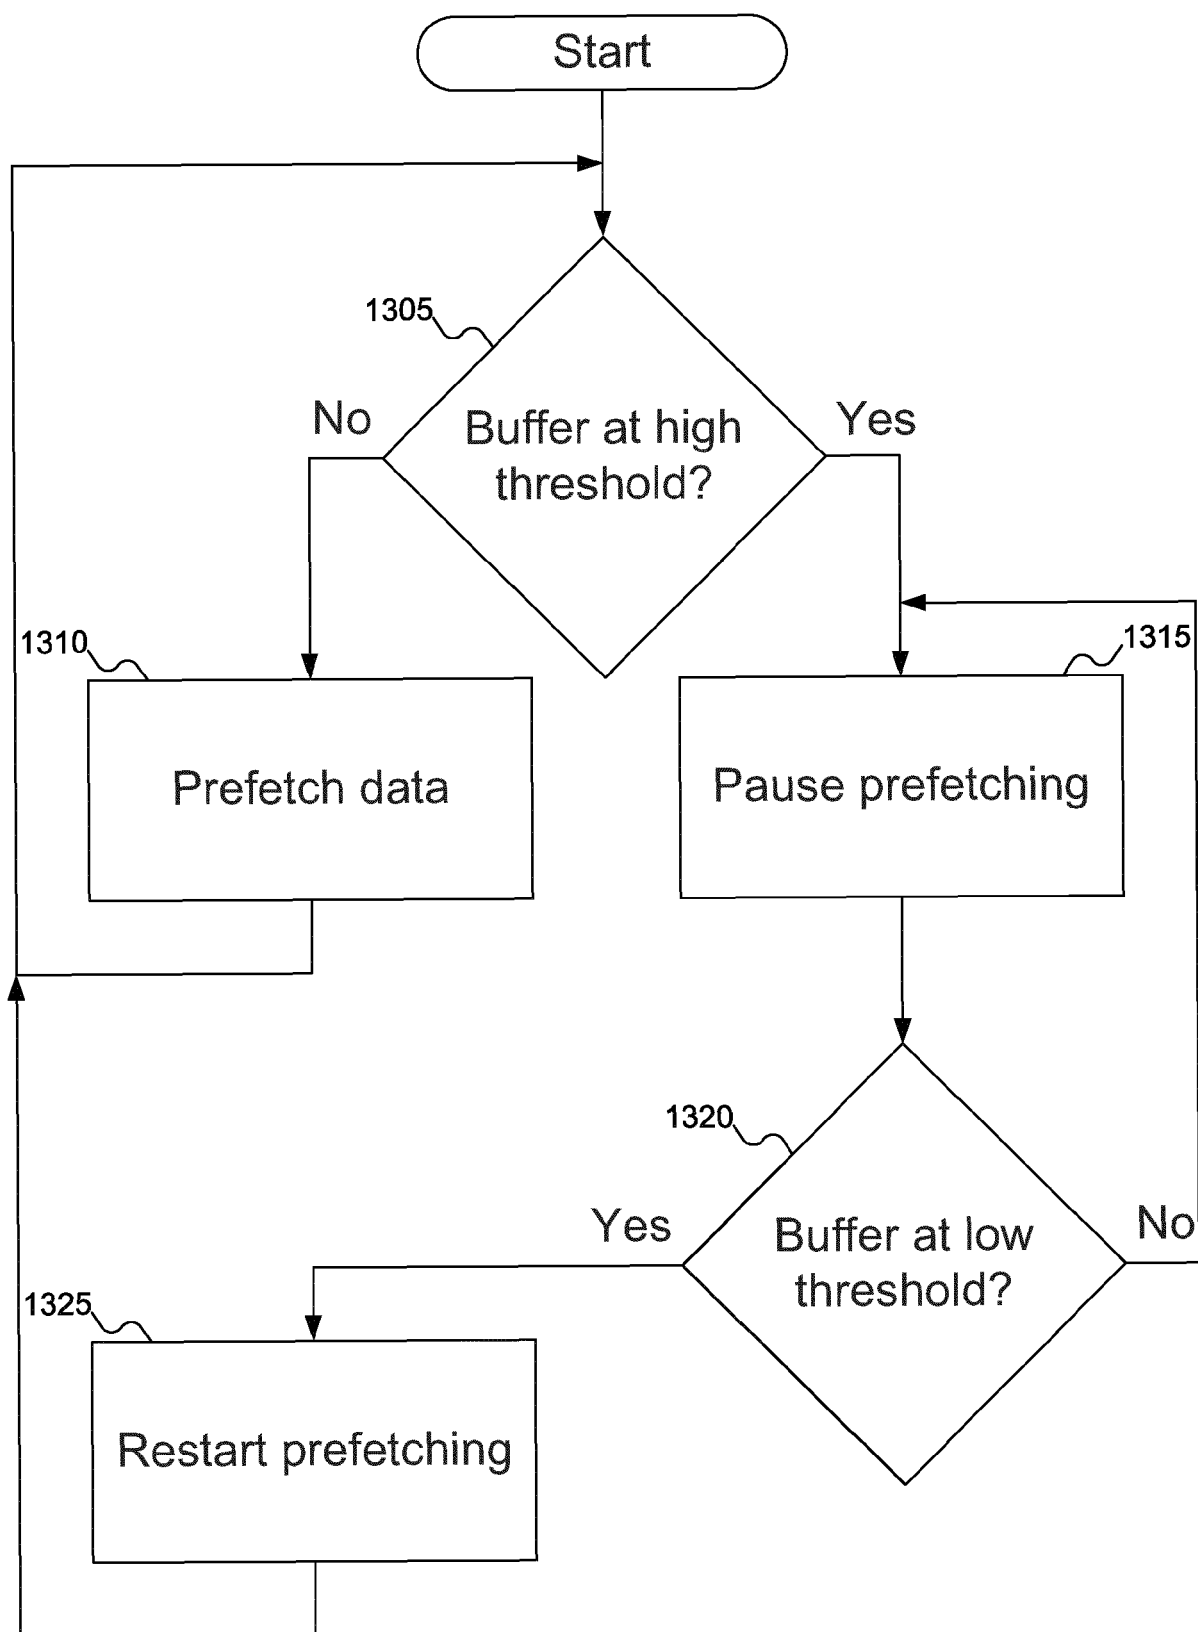 Start
1305
No
Yes
Buffer at high
threshold?
1310
1315
Prefetch data
Pause prefetching
1320
Yes
No
Buffer at low
threshold?
1325
Restart prefetching